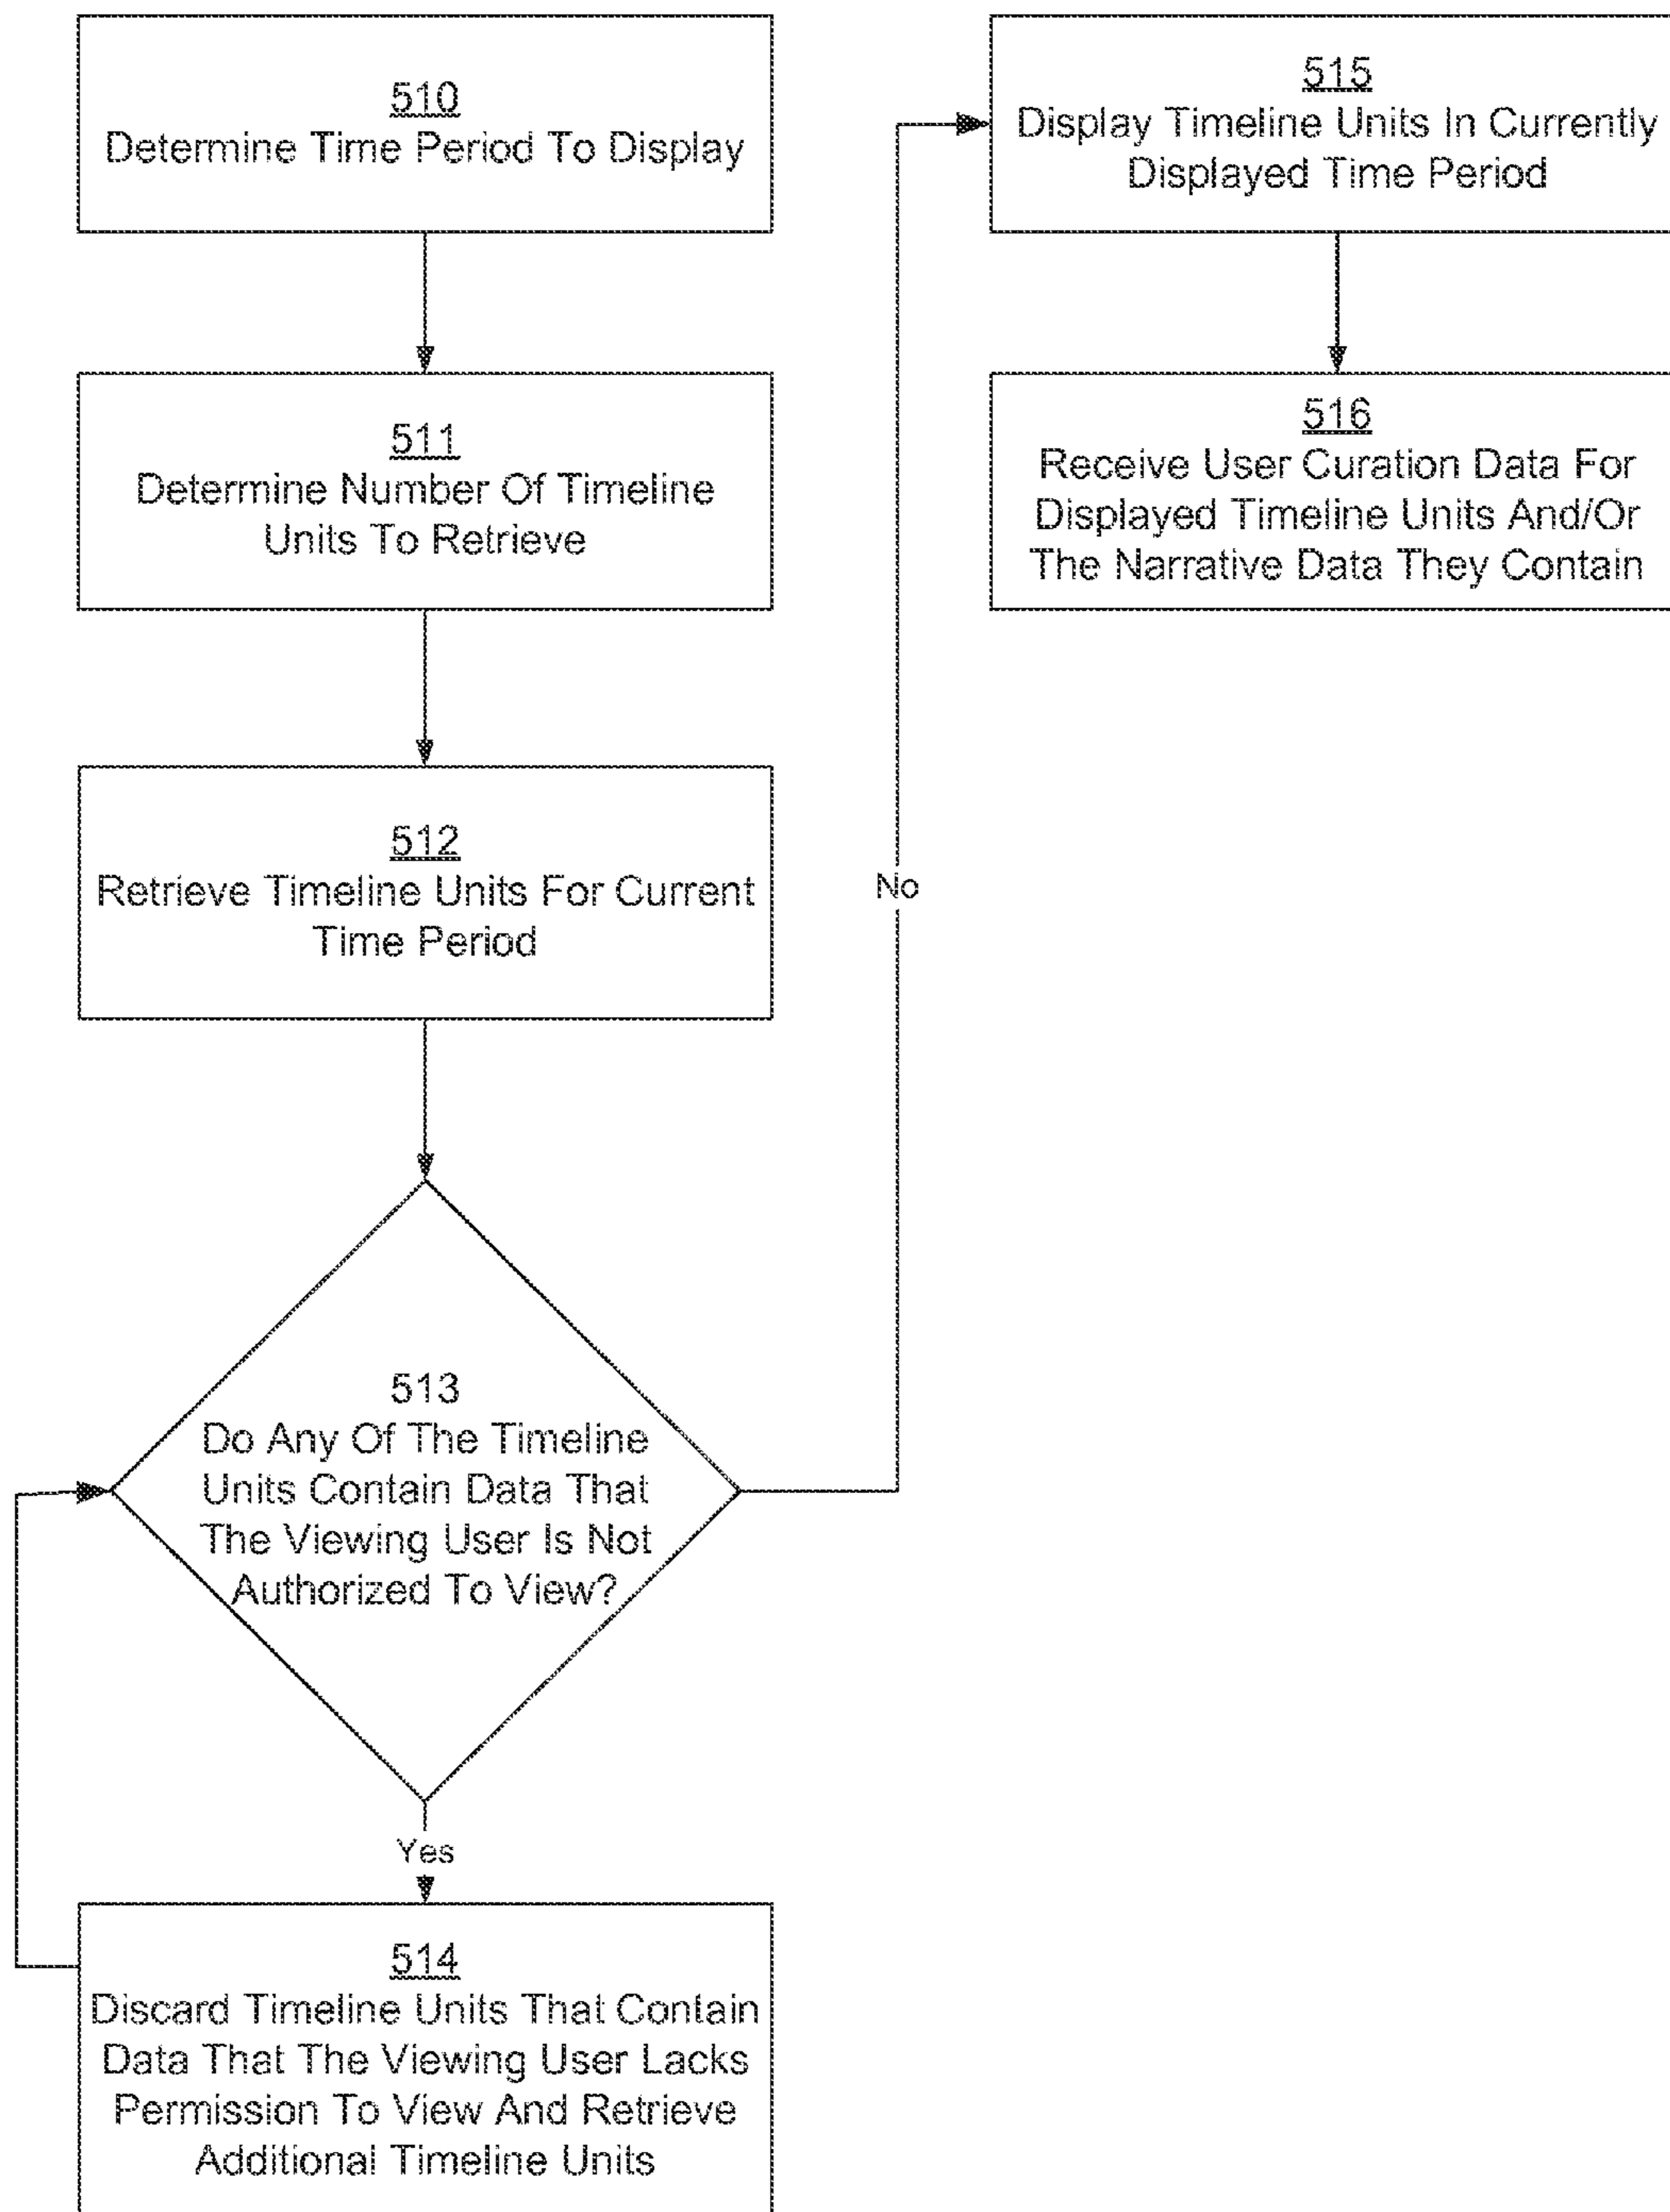 510
Determine Time Period To Display
511
Determine Number Of Timeline
Units To Retrieve
512
Retrieve Timeline Units For Current
Time Period
513
Do Any Of The Timeline
Units Contain Data That
The Viewing User Is Not
Authorized To View?
Yes
514
Discard Timeline Units That Contain
Data That The Viewing User Lacks
Permission To View And Retrieve
Additional Timeline Units
No
515
Display Timeline Units In Currently
Displayed Time Period
516
Receive User Curation Data For
Displayed Timeline Units And/Or
The Narrative Data They Contain